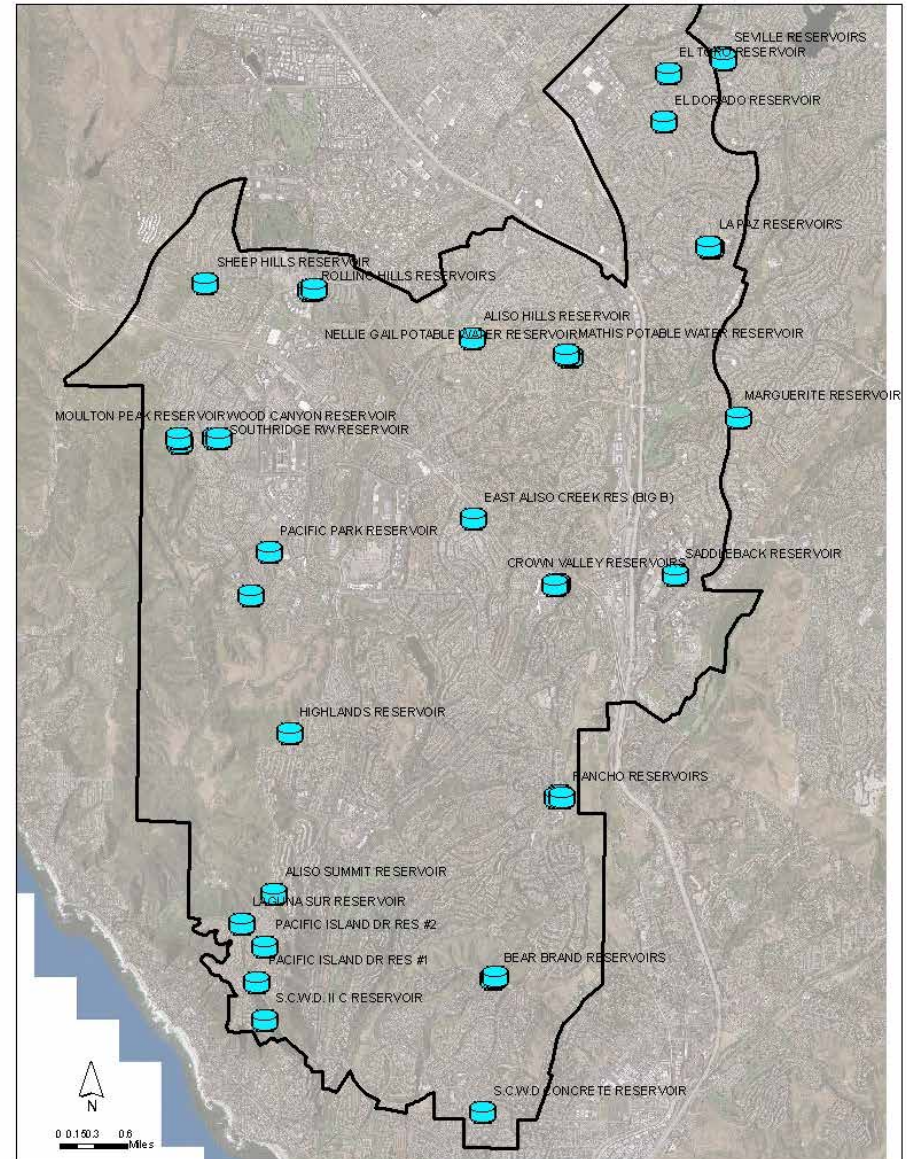 SEVILLE RESERVOIRS
EL TORO RESERVOIR
EL DORADO RESERVOIR
LA PAZ RESERVOIRS
SHEEP HILLS RESERVOIR
ROLLING HILLS RESERVOIRS
ALISO HILLS RESERVOIR
NELLIE GAIL POTABLE WATER RESERVOIR
MATHIS POTABLE WATER RESERVOIR
MARGUERITE RESERVOIR
MOULTON PEAK RESERVOIR
WOOD CANYON RESERVOIR
SOUTHRIDGE RW RESERVOIR
EAST ALISO CREEK RES (BIG B)
PACIFIC PARK RESERVOIR
SADDLEBACK RESERVOIR
CROWN VALLEY RESERVOIRS
HIGHLANDS RESERVOIR
RANCHO RESERVOIRS
ALISO SUMMIT RESERVOIR
LAGUNA SUR RESERVOIR
PACIFIC ISLAND DR RES #2
PACIFIC ISLAND DR RES #1
BEAR BRAND RESERVOIRS
S.C.W.D. II C RESERVOIR
S.C.W.D CONCRETE RESERVOIR
N
0 0.15 0.3 0.6
Miles